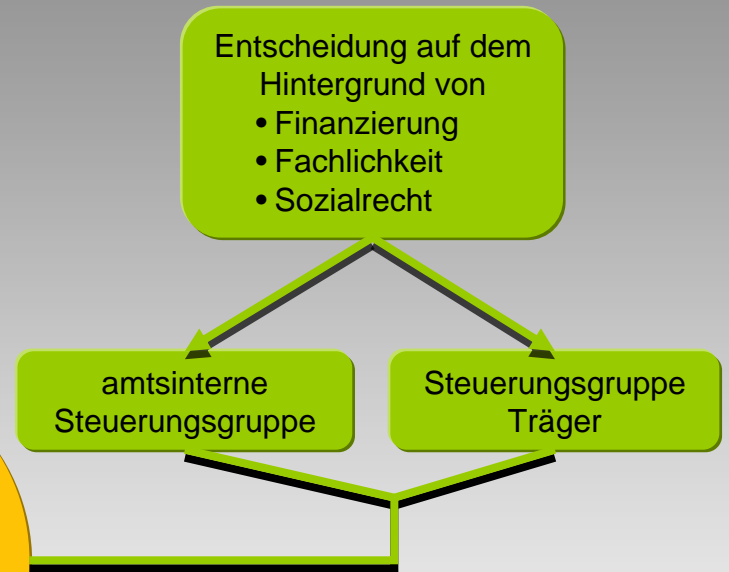 Entscheidung auf dem
Hintergrund von
• Finanzierung
• Fachlichkeit
• Sozialrecht
amtsinterne
Steuerungsgruppe
Steuerungsgruppe
Träger